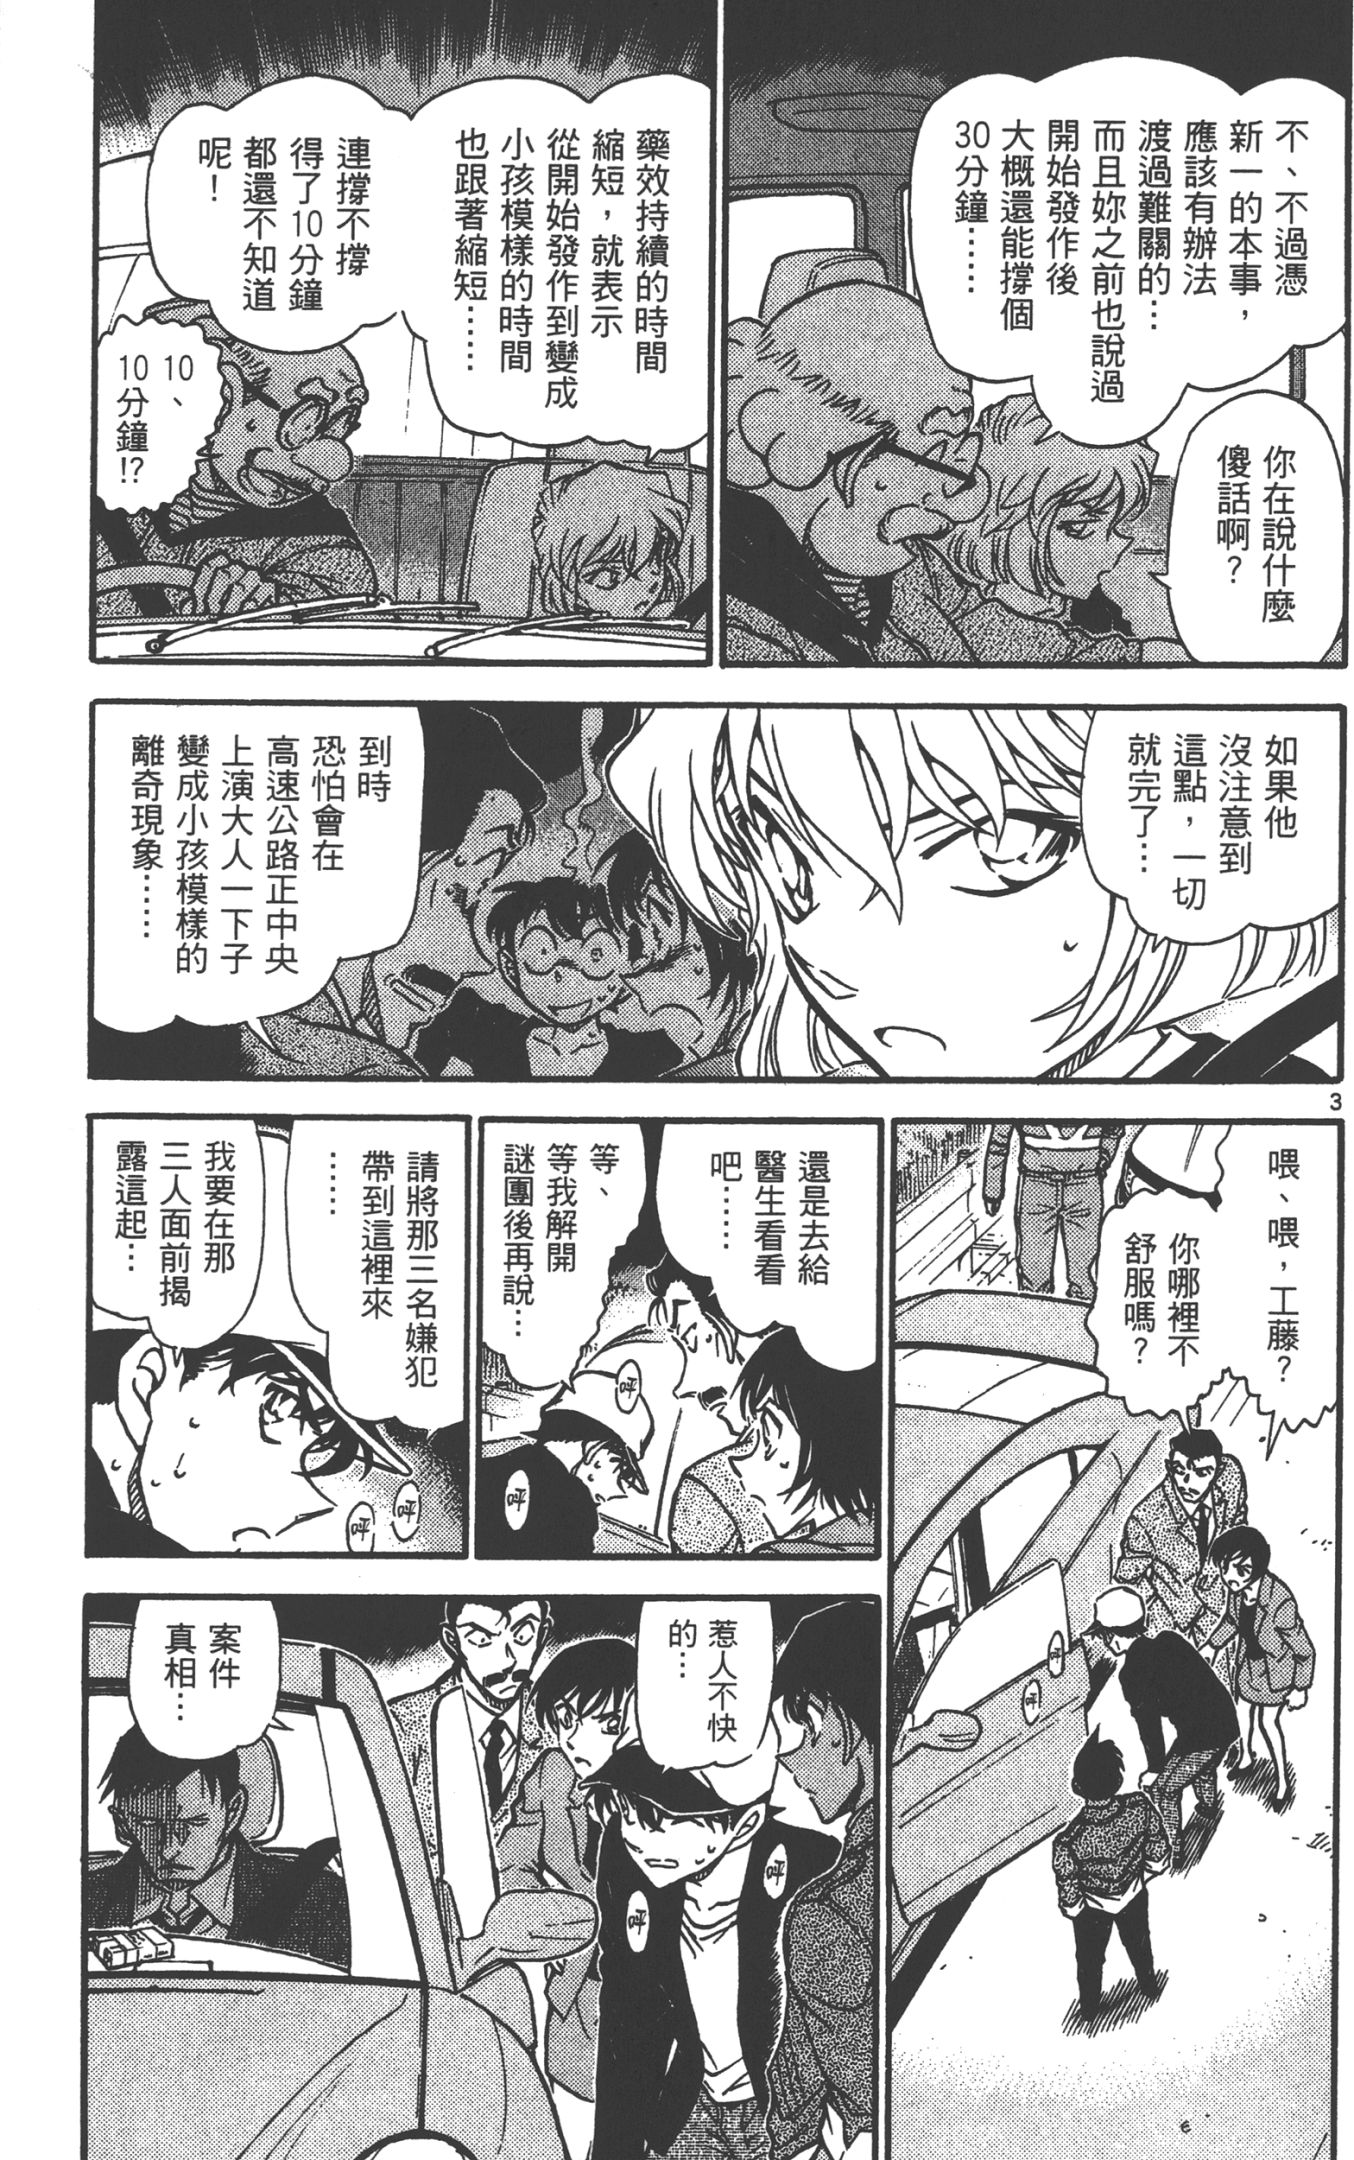 不、不過憑
新一的本事，
應該有辦法
渡過難關的…
而且妳之前也說過
開始發作後
大概還能撐個
30分鐘……
你在說什麼
傻話啊？
藥效持續的時間
縮短，就表示
從開始發作到變成
小孩模樣的時間
也跟著縮短……
連撐不撐
得了10分鐘
都還不知道
呢！
10、
10分鐘!?
如果他
沒注意到
這點，一切
就完了…
到時
恐怕會在
高速公路正中央
上演大人一下子
變成小孩模樣的
離奇現象……
3
喂、喂，工藤？
你哪裡不
舒服嗎？
呼
呼
還是去給
醫生看看
吧……
等、
等我解開
謎團後再說…
呼
呼
請將那三名嫌犯
帶到這裡來
……
我要在那
三人面前揭
露這起…
呼
呼
惹人不快
的…
呼
呼
案件
真相…